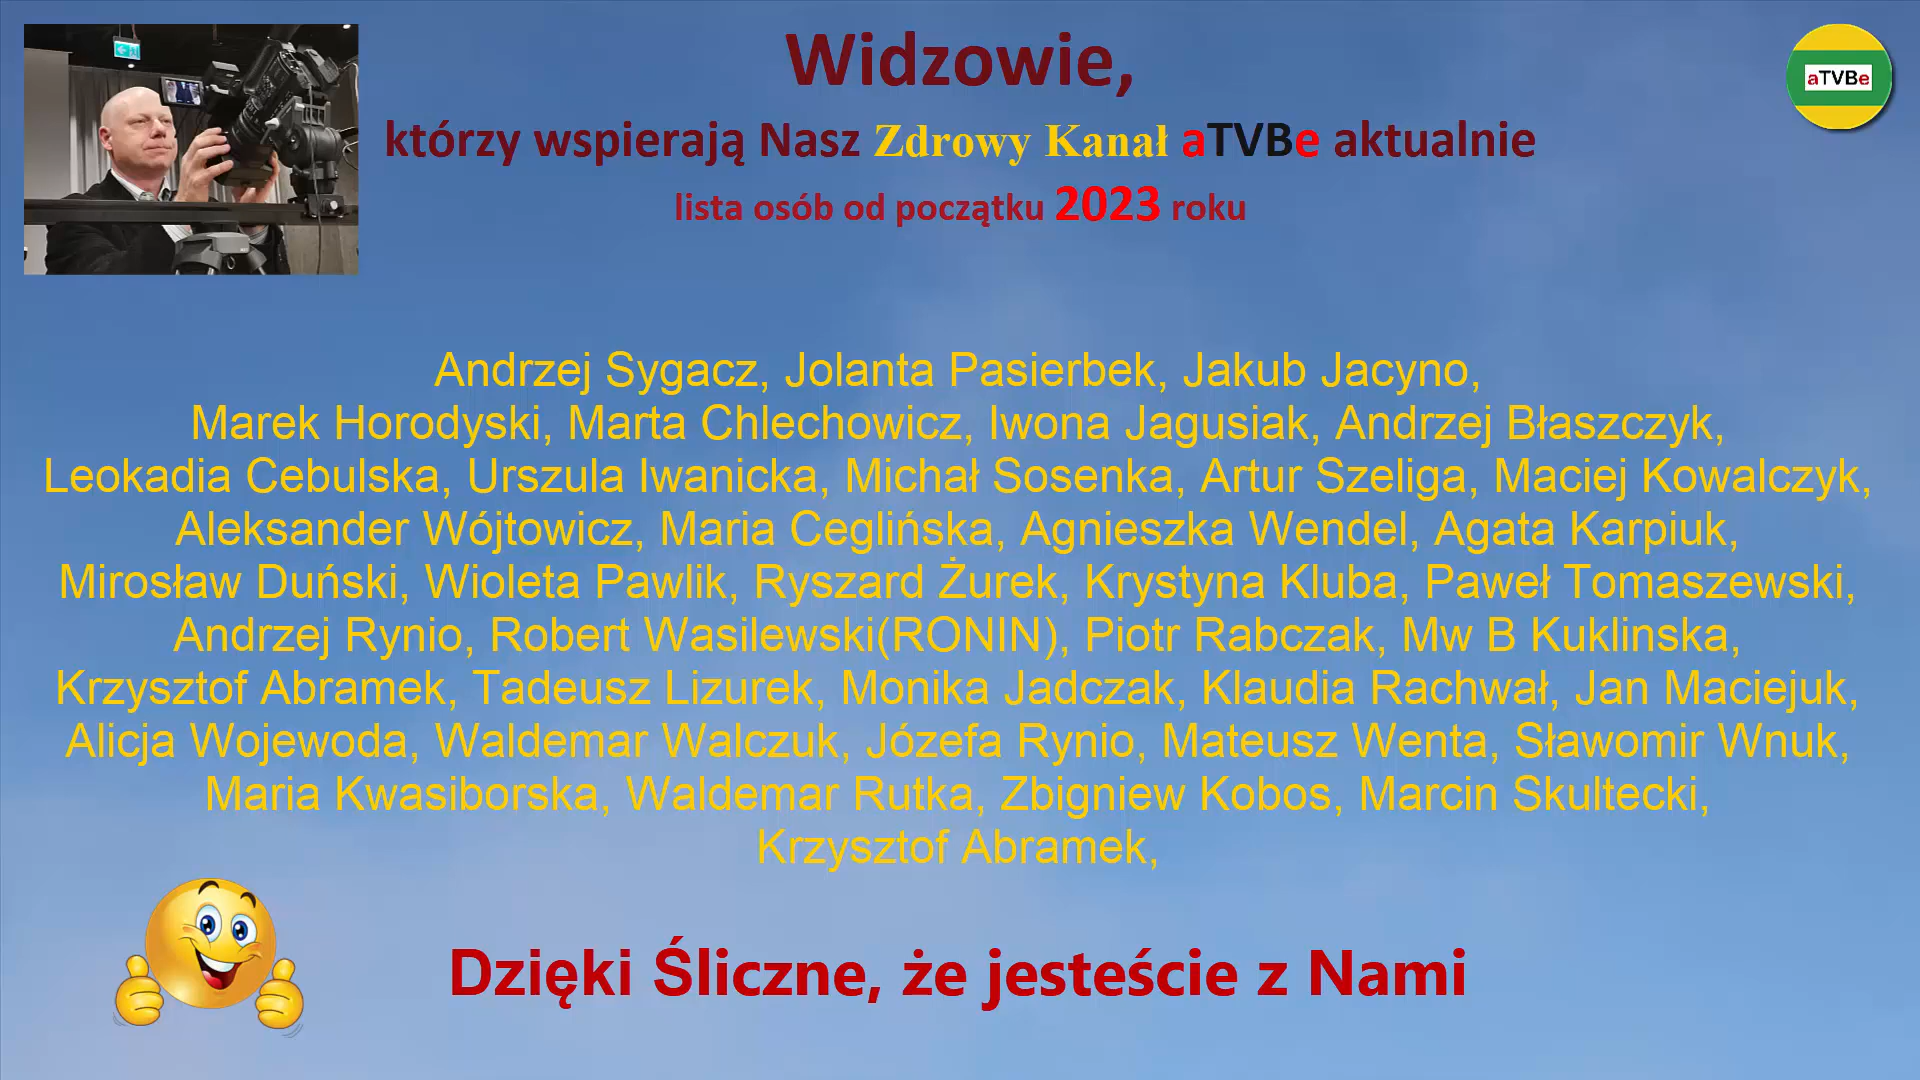 Widzowie,
którzy wspierają Nasz Zdrowy Kanał aTVBe aktualnie
lista osób od początku 2023 roku
aTVBe
Andrzej Sygacz, Jolanta Pasierbek, Jakub Jacyno,
Marek Horodyski, Marta Chlechowicz, Iwona Jagusiak, Andrzej Błaszczyk,
Leokadia Cebulska, Urszula Iwanicka, Michał Sosenka, Artur Szeliga, Maciej Kowalczyk,
Aleksander Wójtowicz, Maria Ceglińska, Agnieszka Wendel, Agata Karpiuk,
Mirosław Duński, Wioleta Pawlik, Ryszard Żurek, Krystyna Kluba, Paweł Tomaszewski,
Andrzej Rynio, Robert Wasilewski(RONIN), Piotr Rabczak, Mw B Kuklinska,
Krzysztof Abramek, Tadeusz Lizurek, Monika Jadczak, Klaudia Rachwał, Jan Maciejuk,
Alicja Wojewoda, Waldemar Walczuk, Józefa Rynio, Mateusz Wenta, Sławomir Wnuk,
Maria Kwasiborska, Waldemar Rutka, Zbigniew Kobos, Marcin Skultecki,
Krzysztof Abramek,
Dzięki Śliczne, że jesteście z Nami